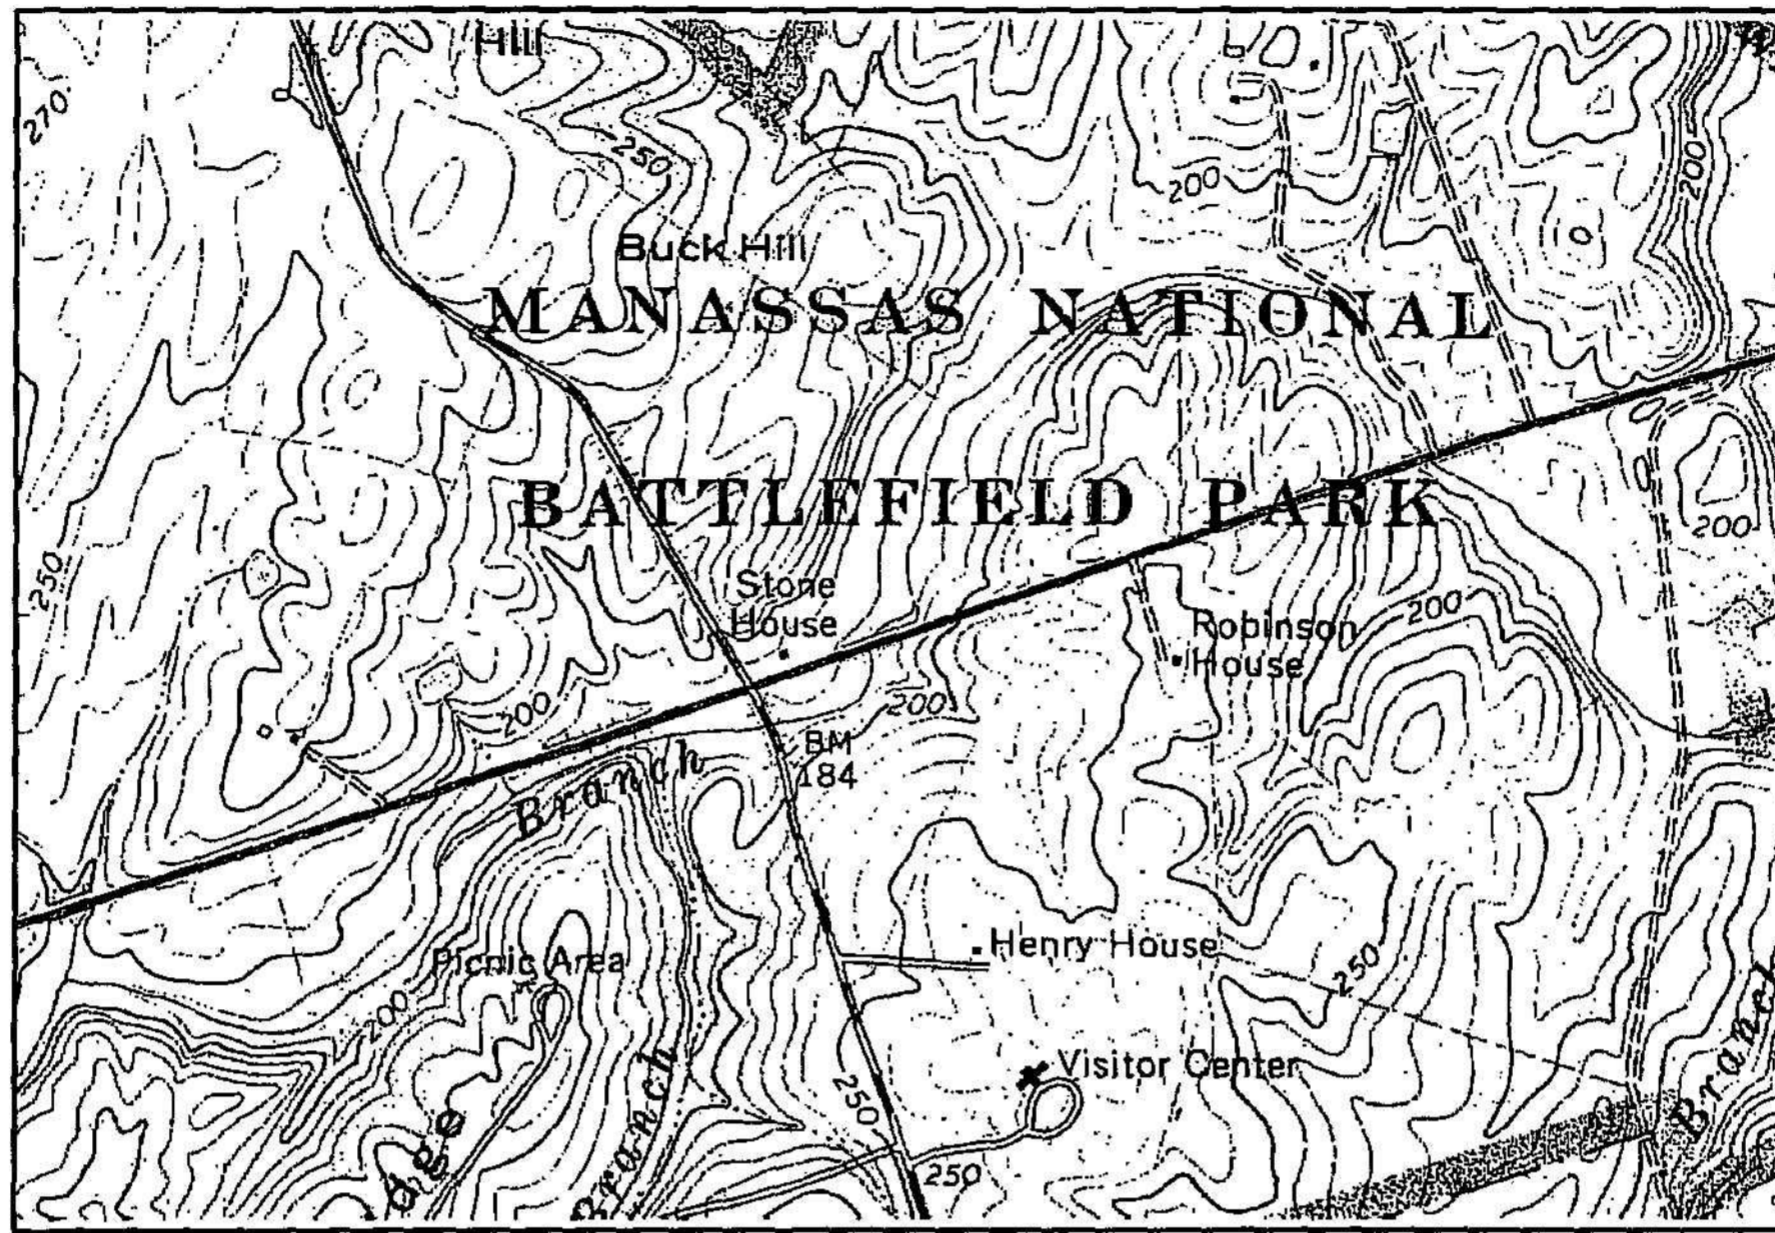 Hill
270
250
200
200
Buck Hill
MANASSAS NATIONAL
BATTLEFIELD PARK
200
250
Stone
House
Robinson
House
200
200
200
BM
184
Branch
Henry House
Picnic Area
250
200
Visitor Center
250
Branch
Branch
dge
250